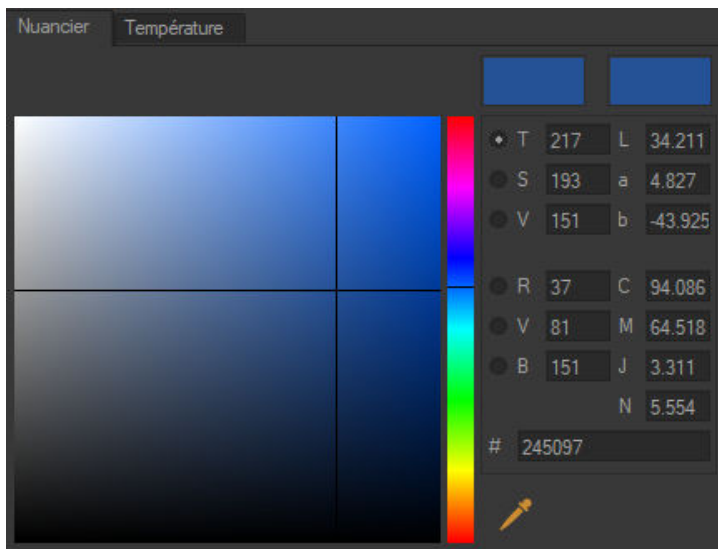 Nuancier Température
T 217 L 34.211
S 193 a 4.827
V 151 b -43.925
R 37 C 94.086
V 81 M 64.518
B 151 J 3.311
N 5.554
# 245097